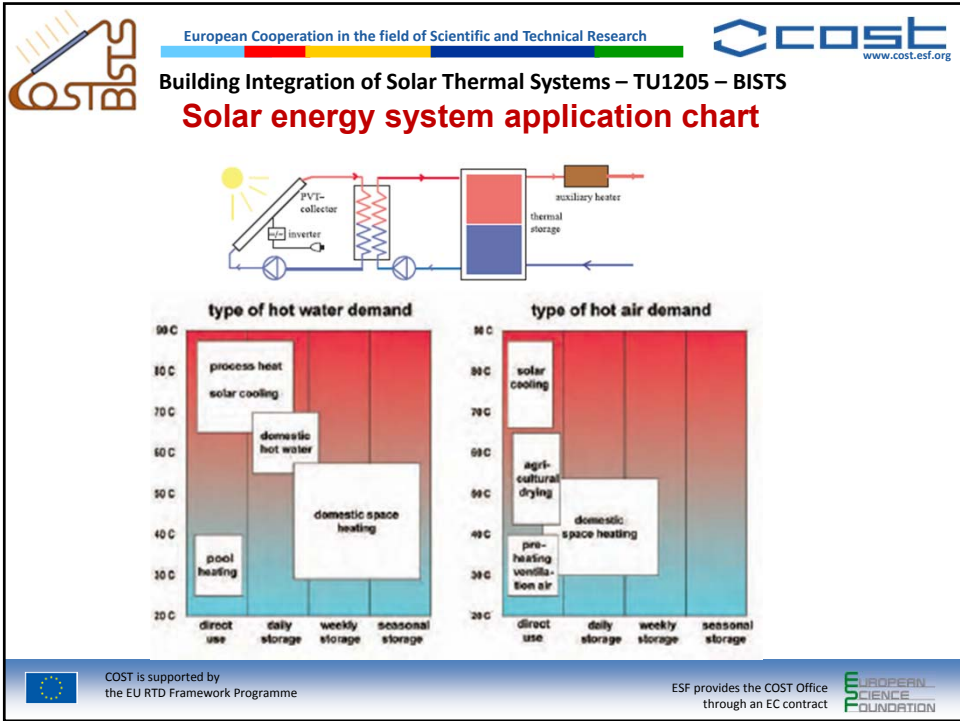 COST
BISTS
European Cooperation in the field of Scientific and Technical Research
cost
www.cost.esf.org
Building Integration of Solar Thermal Systems – TU1205 – BISTS
Solar energy system application chart
PVT-
collector
=/~ inverter
auxiliary heater
thermal
storage
type of hot water demand
90 C
80 C
70 C
60 C
50 C
40 C
30 C
20 C
process heat
solar cooling
domestic
hot water
domestic space
heating
pool
heating
direct
use
daily
storage
weekly
storage
seasonal
storage
type of hot air demand
90 C
80 C
70 C
60 C
50 C
40 C
30 C
20 C
solar
cooling
agri-
cultural
drying
domestic
space heating
pre-
heating
ventila-
tion air
direct
use
daily
storage
weekly
storage
seasonal
storage
COST is supported by
the EU RTD Framework Programme
ESF provides the COST Office
through an EC contract
EUROPEAN
SCIENCE
FOUNDATION